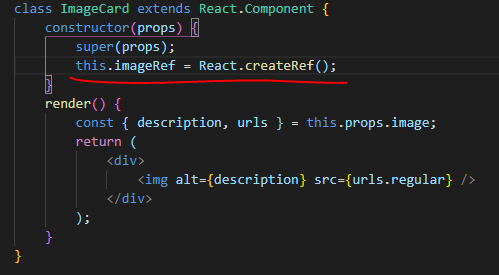 class ImageCard extends React.Component {
    constructor(props) {
        super(props);
        this.imageRef = React.createRef();
    }
    render() {
        const { description, urls } = this.props.image;
        return (
            <div>
                <img alt={description} src={urls.regular} />
            </div>
        );
    }
}